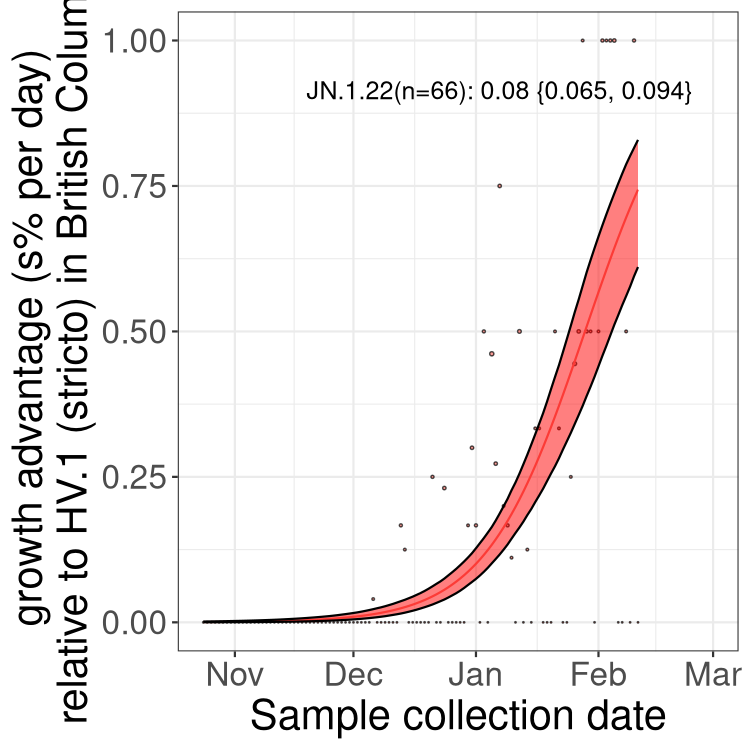 growth advantage (s% per day)
relative to HV.1 (stricto) in British Colum
1.00
0.75
0.50
0.25
0.00
JN.1.22(n=66): 0.08 {0.065, 0.094}
Nov Dec Jan Feb Mar
Sample collection date